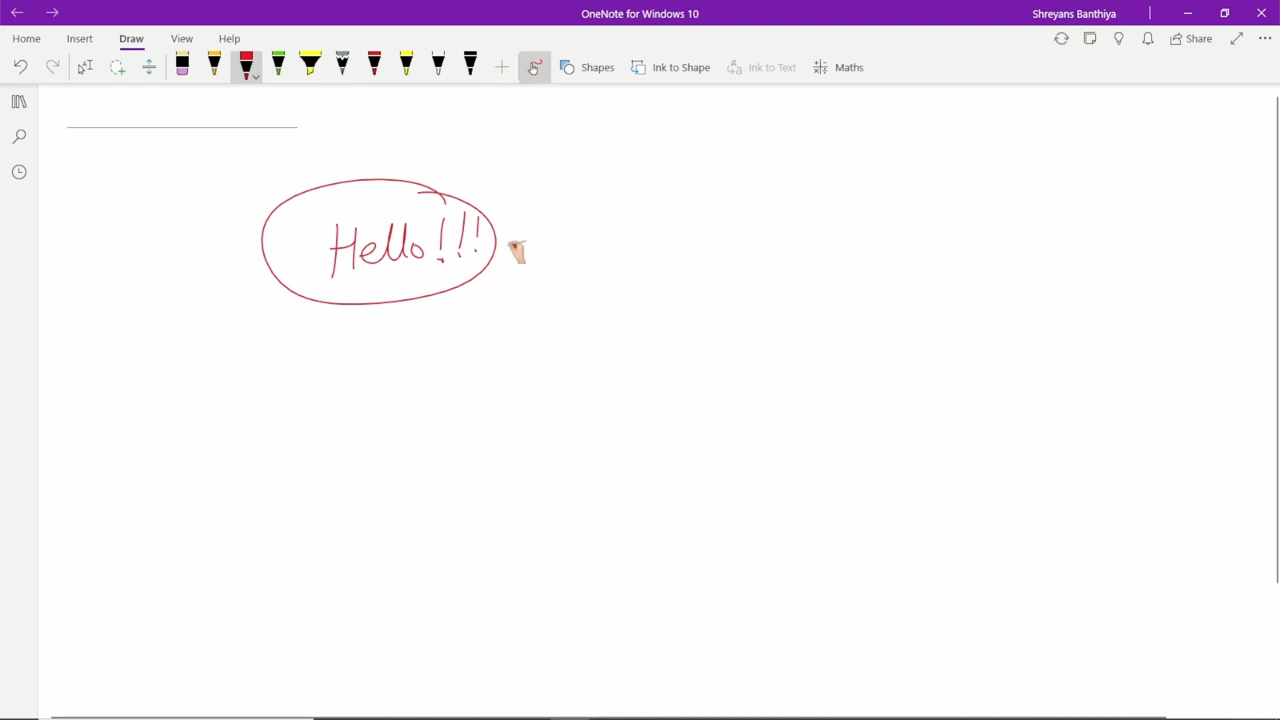 OneNote for Windows 10
Shreyans Banthiya
Home Insert Draw View Help
Share
Shapes Ink to Shape Ink to Text Maths
Hello!!!